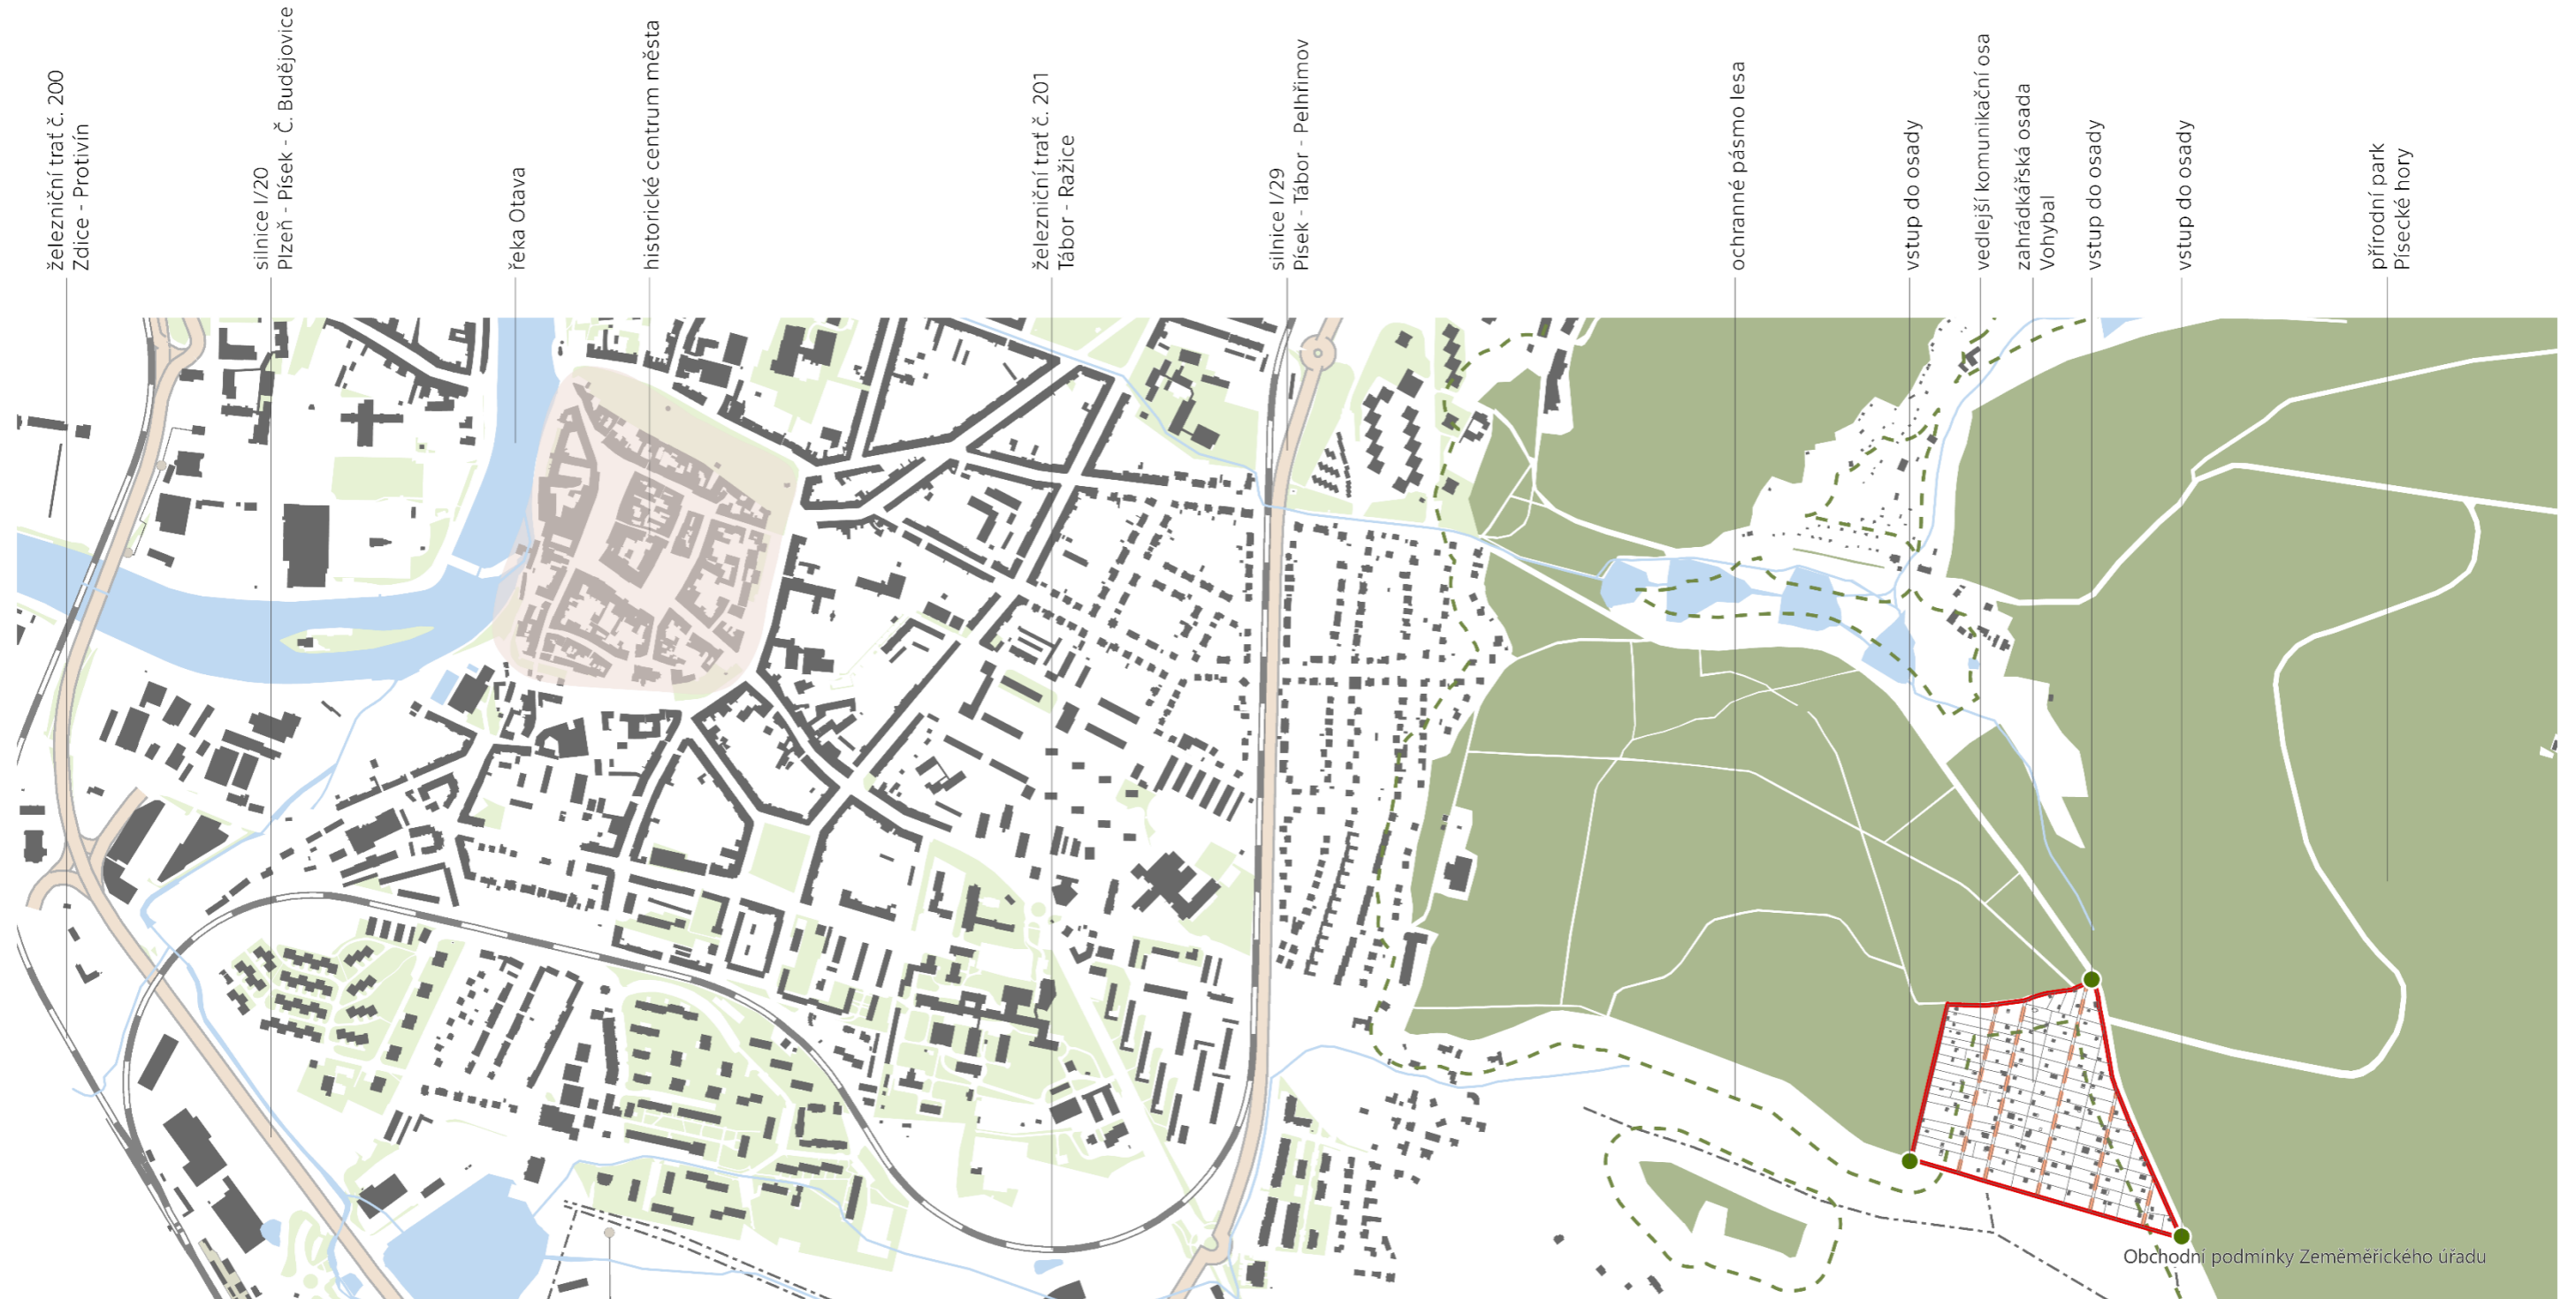 železniční trať č. 200
Zdice - Protivín
silnice I/20
Plzeň - Písek - Č. Budějovice
řeka Otava
historické centrum města
železniční trať č. 201
Tábor - Ražice
silnice I/29
Písek - Tábor - Pelhřimov
ochranné pásmo lesa
vstup do osady
vedlejší komunikační osa
zahrádkářská osada
Vohybal
vstup do osady
vstup do osady
přírodní park
Písecké hory
Obchodní podmínky Zeměměřického úřadu